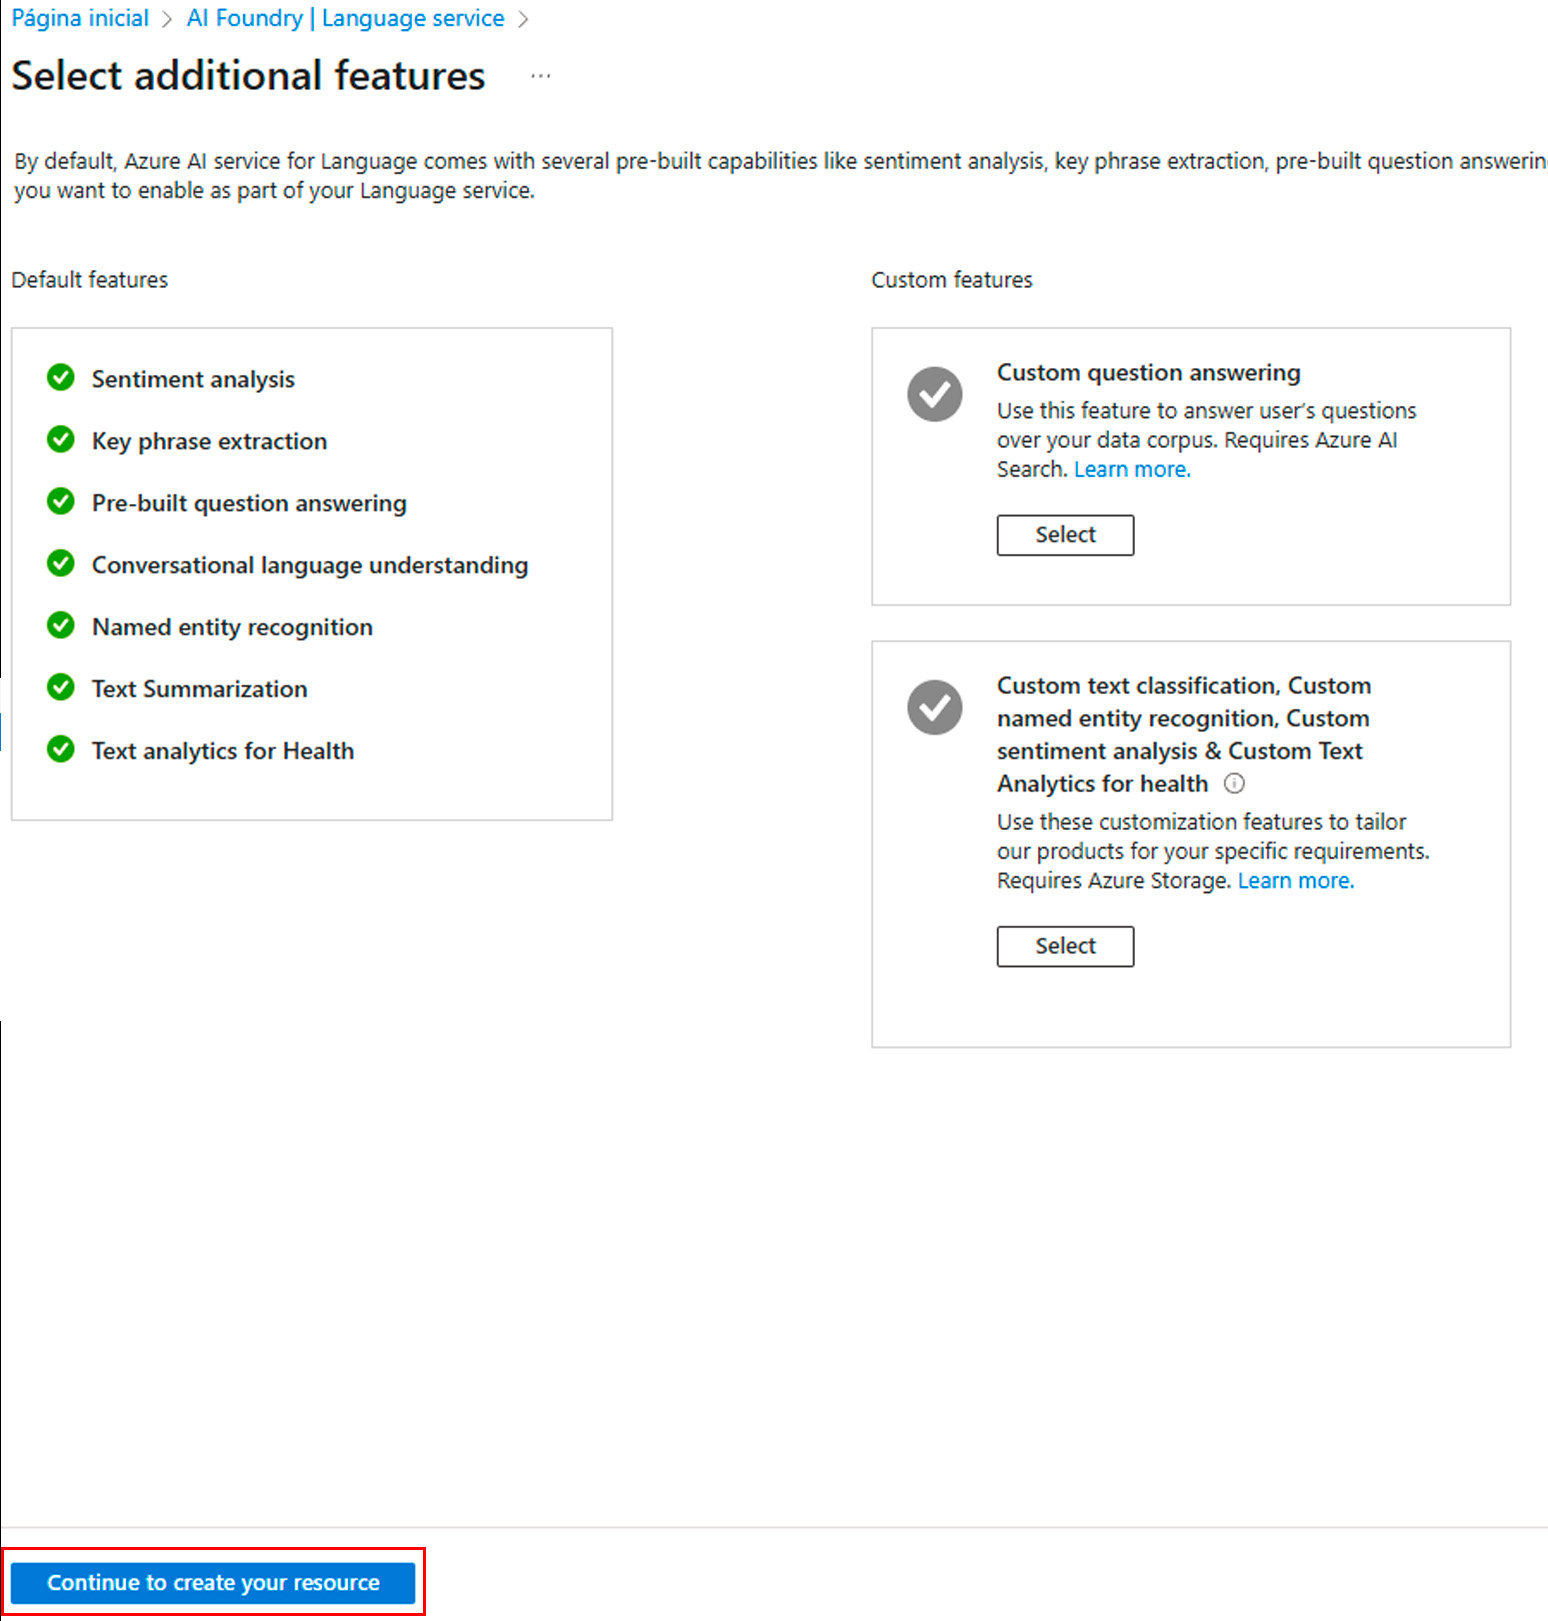 Página inicial > AI Foundry | Language service >
Select additional features ...
By default, Azure AI service for Language comes with several pre-built capabilities like sentiment analysis, key phrase extraction, pre-built question answerin
you want to enable as part of your Language service.
Default features
Sentiment analysis
Key phrase extraction
Pre-built question answering
Conversational language understanding
Named entity recognition
Text Summarization
Text analytics for Health
Custom features
Custom question answering
Use this feature to answer user's questions
over your data corpus. Requires Azure AI
Search. Learn more.
Select
Custom text classification, Custom
named entity recognition, Custom
sentiment analysis & Custom Text
Analytics for health
Use these customization features to tailor
our products for your specific requirements.
Requires Azure Storage. Learn more.
Select
Continue to create your resource